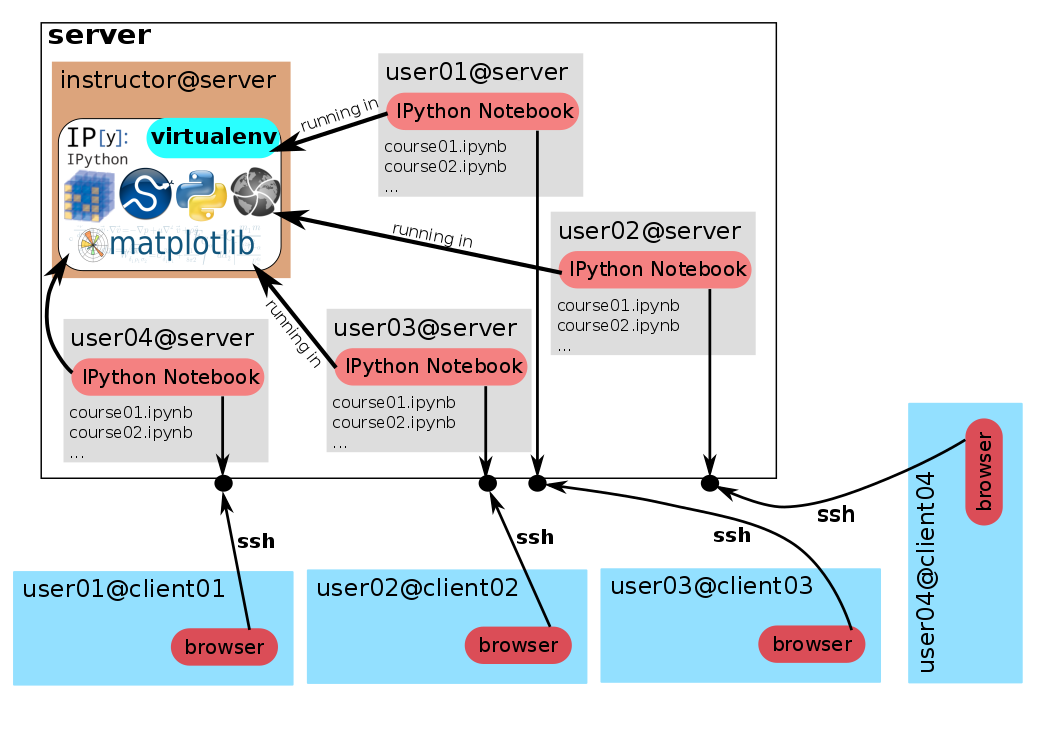 server
instructor@server
IP[y]:
IPython
virtualenv
matplotlib
running in
user01@server
IPython Notebook
course01.ipynb
course02.ipynb
...
running in
user02@server
IPython Notebook
course01.ipynb
course02.ipynb
...
running in
user03@server
IPython Notebook
course01.ipynb
course02.ipynb
...
user04@server
IPython Notebook
course01.ipynb
course02.ipynb
...
ssh
ssh
ssh
ssh
user01@client01
browser
user02@client02
browser
user03@client03
browser
user04@client04
browser